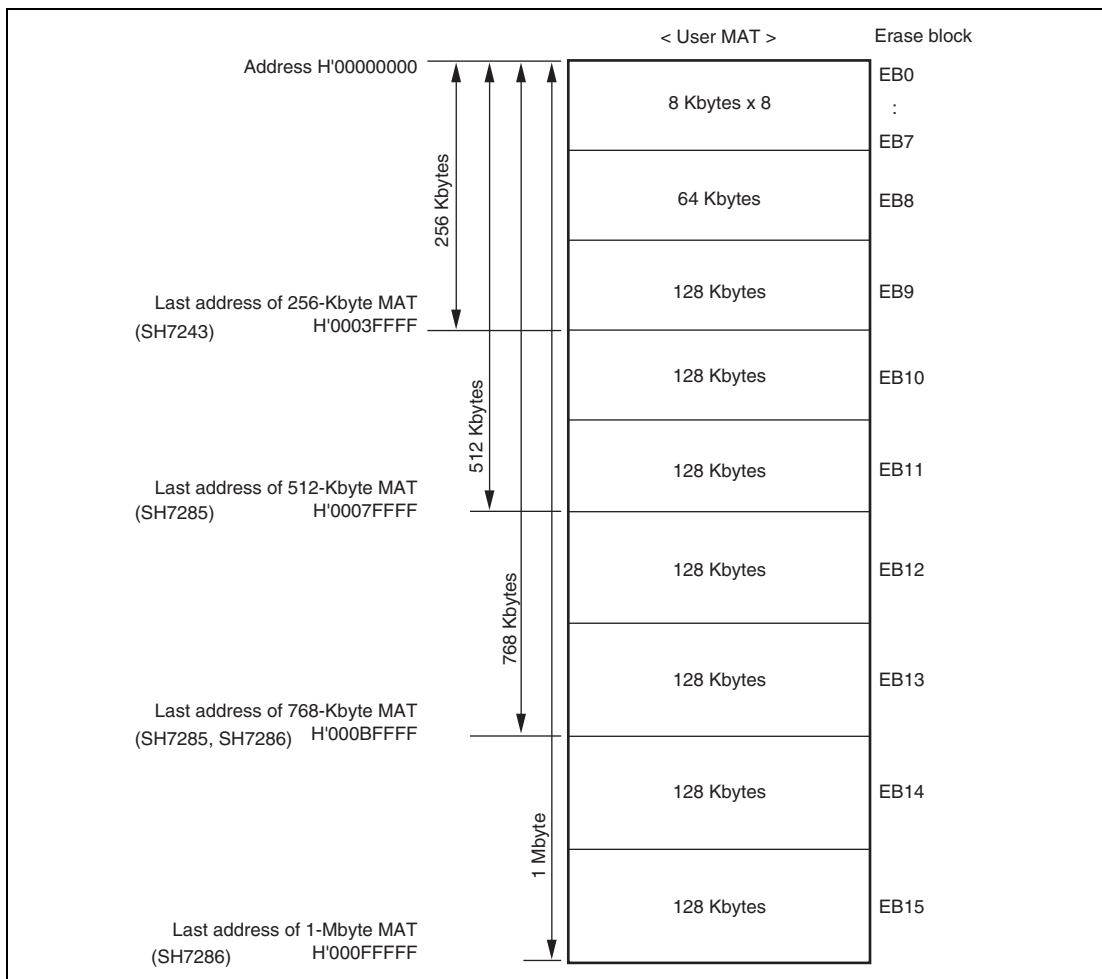 < User MAT >
Erase block
Address H'00000000
EB0
8 Kbytes x 8
:
EB7
256 Kbytes
64 Kbytes
EB8
128 Kbytes
EB9
Last address of 256-Kbyte MAT
(SH7243) H'0003FFFF
128 Kbytes
EB10
512 Kbytes
128 Kbytes
EB11
Last address of 512-Kbyte MAT
(SH7285) H'0007FFFF
128 Kbytes
EB12
768 Kbytes
128 Kbytes
EB13
Last address of 768-Kbyte MAT
(SH7285, SH7286) H'000BFFFF
128 Kbytes
EB14
1 Mbyte
128 Kbytes
EB15
Last address of 1-Mbyte MAT
(SH7286) H'000FFFFF